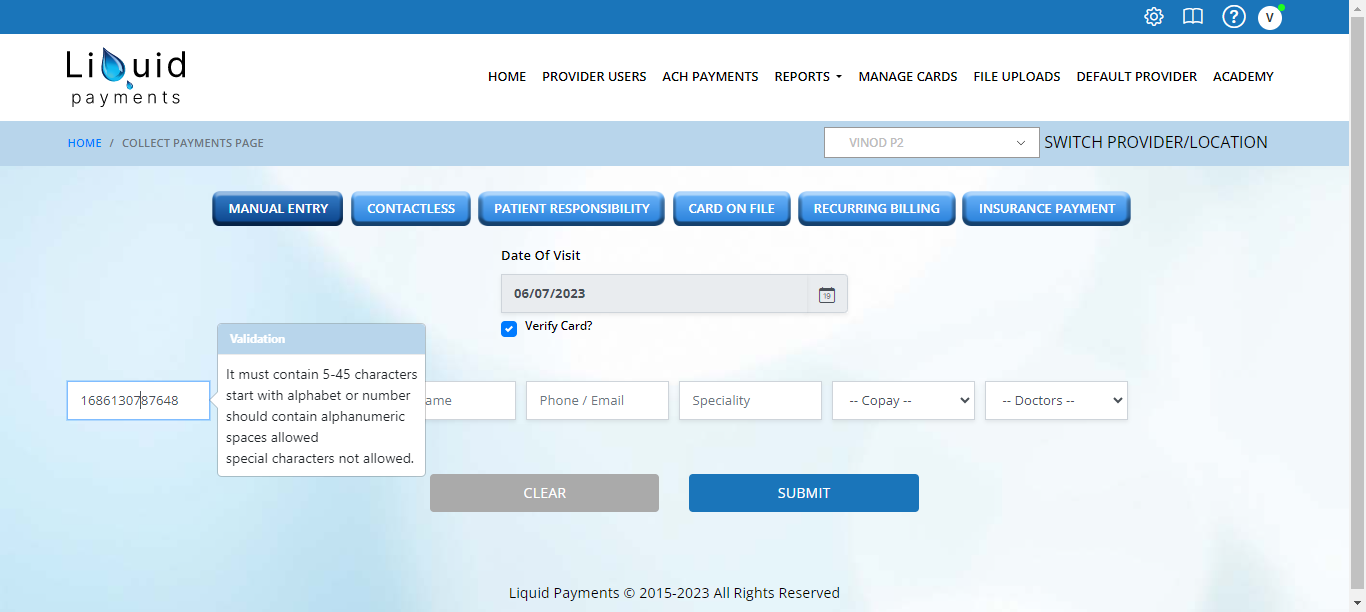 V
Liquid
payments
HOME PROVIDER USERS ACH PAYMENTS REPORTS MANAGE CARDS FILE UPLOADS DEFAULT PROVIDER ACADEMY
HOME / COLLECT PAYMENTS PAGE
VINOD P2
SWITCH PROVIDER/LOCATION
MANUAL ENTRY CONTACTLESS PATIENT RESPONSIBILITY CARD ON FILE RECURRING BILLING INSURANCE PAYMENT
Date Of Visit
06/07/2023
19
Verify Card?
Validation
It must contain 5-45 characters
start with alphabet or number
should contain alphanumeric
spaces allowed
special characters not allowed.
1686130787648
ame
Phone / Email
Speciality
-- Copay --
-- Doctors --
CLEAR
SUBMIT
Liquid Payments © 2015-2023 All Rights Reserved